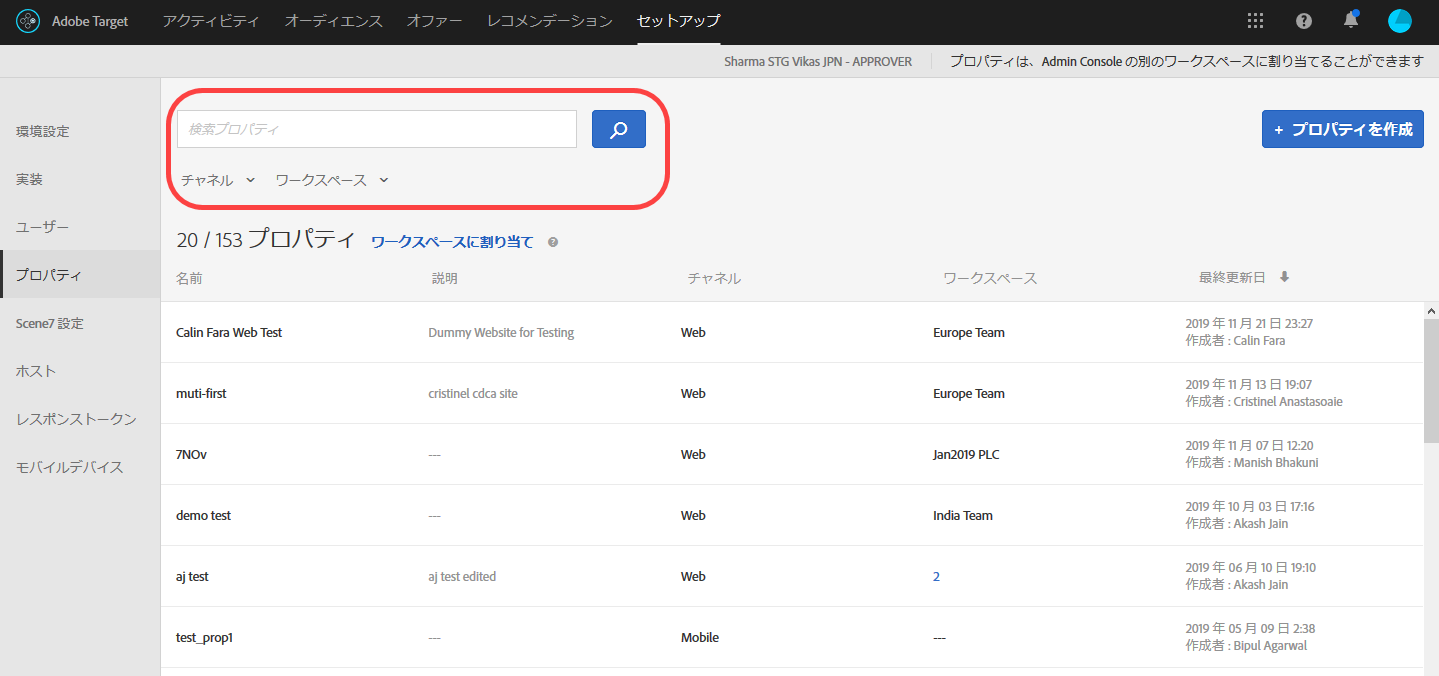 Adobe Target アクティビティ オーディエンス オファー レコメンデーション セットアップ
Sharma STG Vikas JPN - APPROVER プロパティは、Admin Console の別のワークスペースに割り当てることができます
環境設定
実装
ユーザー
プロパティ
Scene7 設定
ホスト
レスポンストークン
モバイルデバイス
検索プロパティ
+ プロパティを作成
チャネル ワークスペース
20 / 153 プロパティ ワークスペースに割り当て ?
名前 説明 チャネル ワークスペース 最終更新日
Calin Fara Web Test Dummy Website for Testing Web Europe Team 2019 年 11 月 21 日 23:27
作成者 : Calin Fara
muti-first cristinel cdca site Web Europe Team 2019 年 11 月 13 日 19:07
作成者 : Cristinel Anastasoaie
7NOv --- Web Jan2019 PLC 2019 年 11 月 07 日 12:20
作成者 : Manish Bhakuni
demo test --- Web India Team 2019 年 10 月 03 日 17:16
作成者 : Akash Jain
aj test aj test edited Web 2 2019 年 06 月 10 日 19:10
作成者 : Akash Jain
test_prop1 --- Mobile --- 2019 年 05 月 09 日 2:38
作成者 : Bipul Agarwal